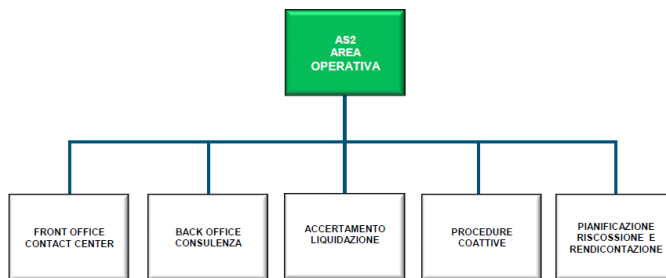 AS2
AREA
OPERATIVA
FRONT OFFICE
CONTACT CENTER
BACK OFFICE
CONSULENZA
ACCERTAMENTO
LIQUIDAZIONE
PROCEDURE
COATTIVE
PIANIFICAZIONE
RISCOSSIONE E
RENDICONTAZIONE